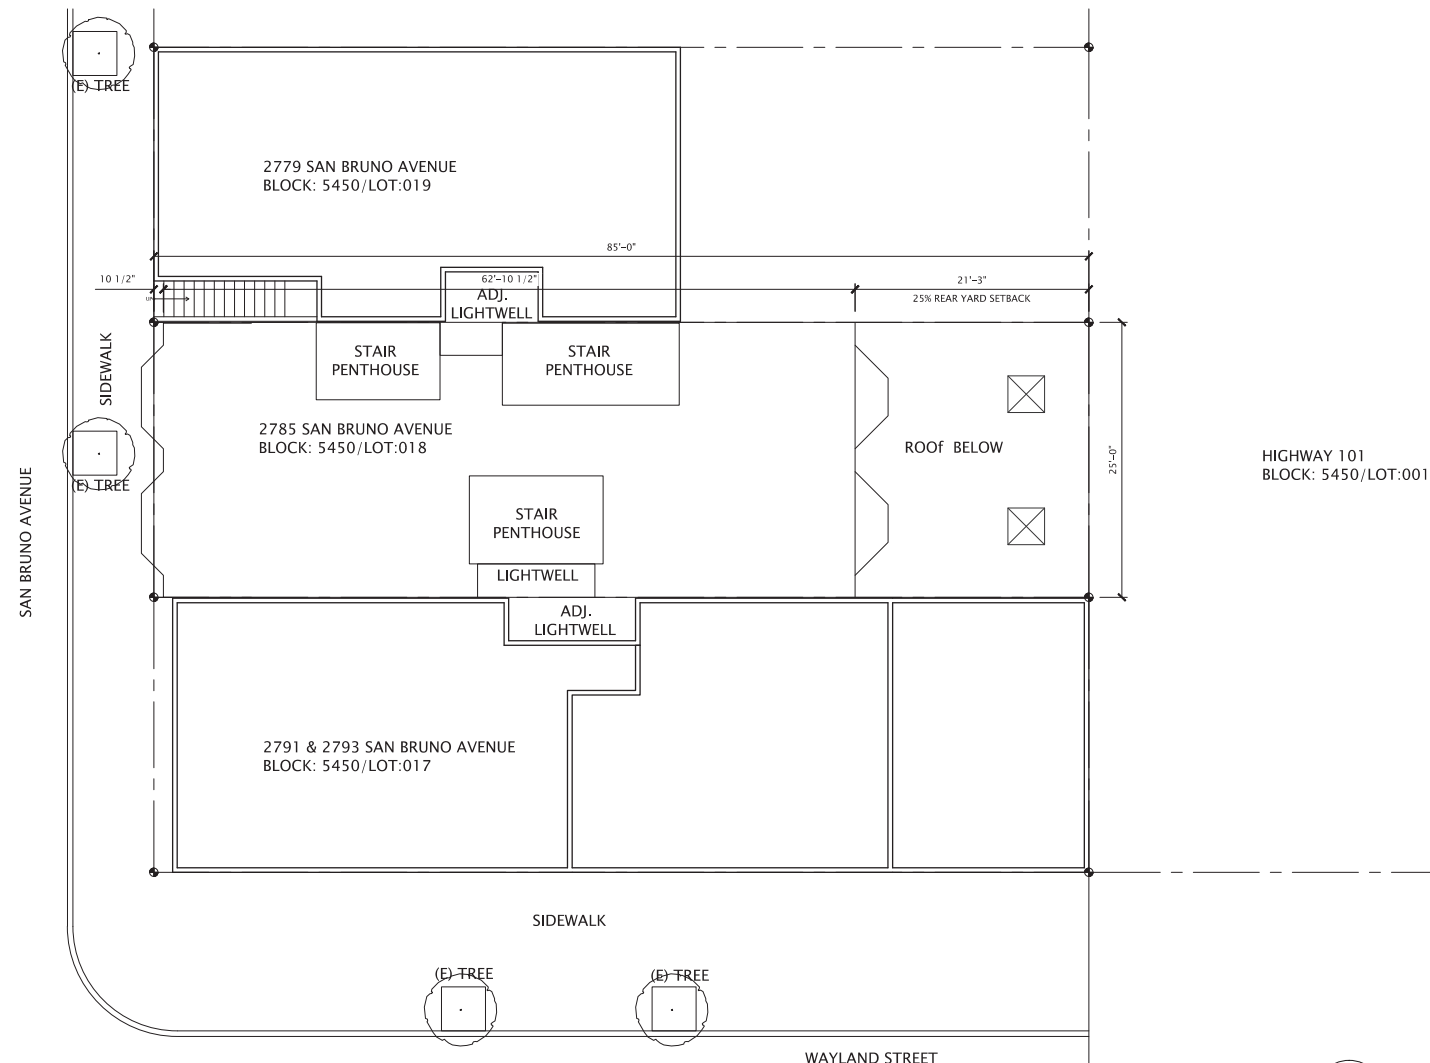 (E) TREE
2779 SAN BRUNO AVENUE
BLOCK: 5450/LOT:019
85'-0"
10 1/2"
62'-10 1/2"
21'-3"
UP
ADJ.
LIGHTWELL
25% REAR YARD SETBACK
SIDEWALK
STAIR
PENTHOUSE
STAIR
PENTHOUSE
2785 SAN BRUNO AVENUE
BLOCK: 5450/LOT:018
ROOf BELOW
25'-0"
HIGHWAY 101
BLOCK: 5450/LOT:001
(E) TREE
SAN BRUNO AVENUE
STAIR
PENTHOUSE
LIGHTWELL
ADJ.
LIGHTWELL
2791 & 2793 SAN BRUNO AVENUE
BLOCK: 5450/LOT:017
SIDEWALK
(E) TREE
(E) TREE
WAYLAND STREET